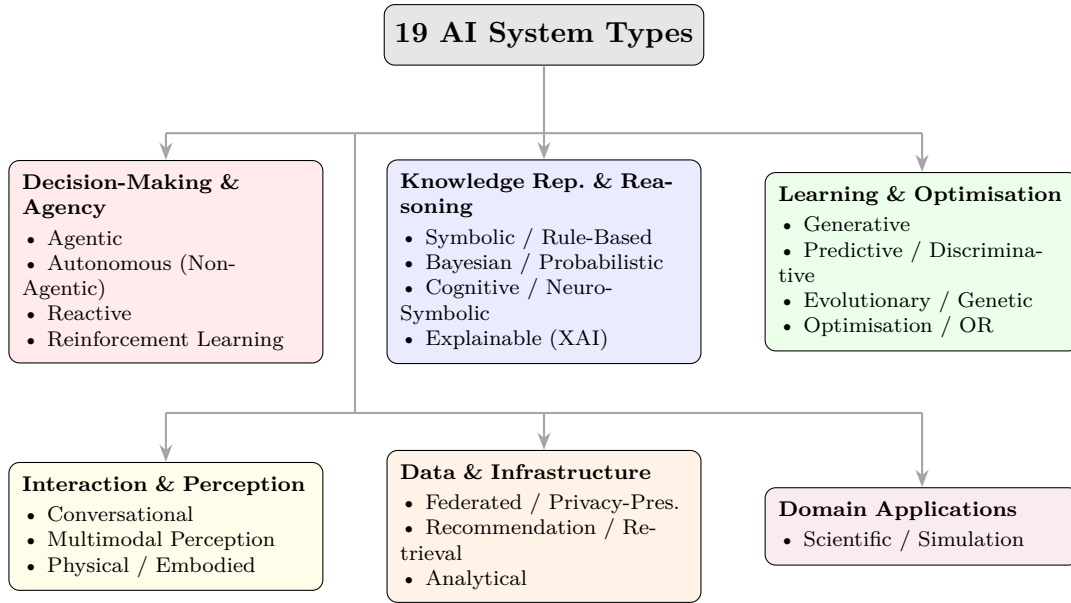 19 AI System Types
Decision-Making &
Agency
• Agentic
• Autonomous (Non-
Agentic)
• Reactive
• Reinforcement Learning
Knowledge Rep. & Rea-
soning
• Symbolic / Rule-Based
• Bayesian / Probabilistic
• Cognitive / Neuro-
Symbolic
• Explainable (XAI)
Learning & Optimisation
• Generative
• Predictive / Discrimina-
tive
• Evolutionary / Genetic
• Optimisation / OR
Interaction & Perception
• Conversational
• Multimodal Perception
• Physical / Embodied
Data & Infrastructure
• Federated / Privacy-Pres.
• Recommendation / Re-
trieval
• Analytical
Domain Applications
• Scientific / Simulation